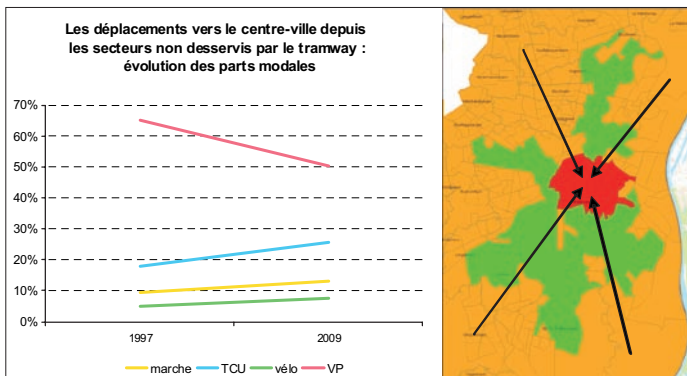 Les déplacements vers le centre-ville depuis
les secteurs non desservis par le tramway :
évolution des parts modales
70%
60%
50%
40%
30%
20%
10%
0%
1997
2009
marche TCU vélo VP